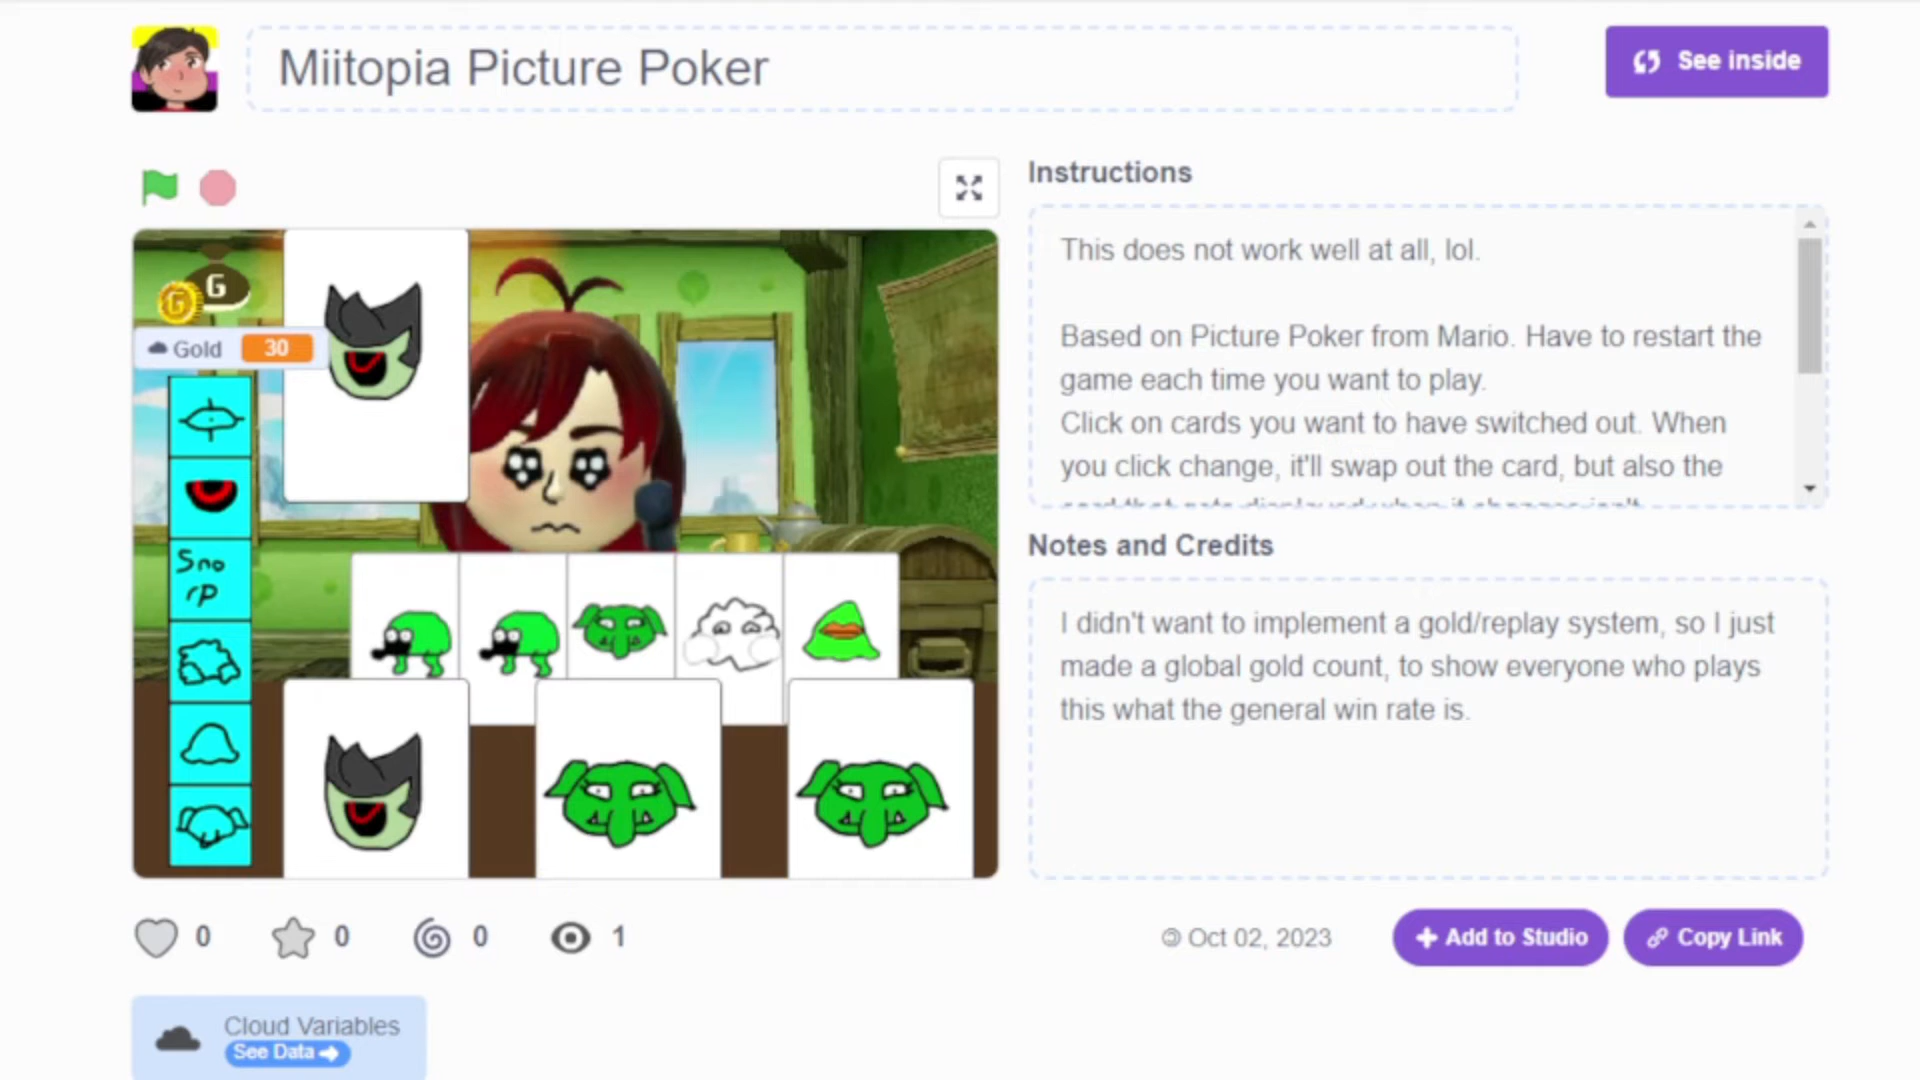 Miitopia Picture Poker
See inside
Instructions
This does not work well at all, lol.
Based on Picture Poker from Mario. Have to restart the
game each time you want to play.
Click on cards you want to have switched out. When
you click change, it'll swap out the card, but also the
G
G
Gold 30
Sno
rP
Notes and Credits
I didn't want to implement a gold/replay system, so I just
made a global gold count, to show everyone who plays
this what the general win rate is.
0
0
0
1
Oct 02, 2023
Add to Studio
Copy Link
Cloud Variables
See Data